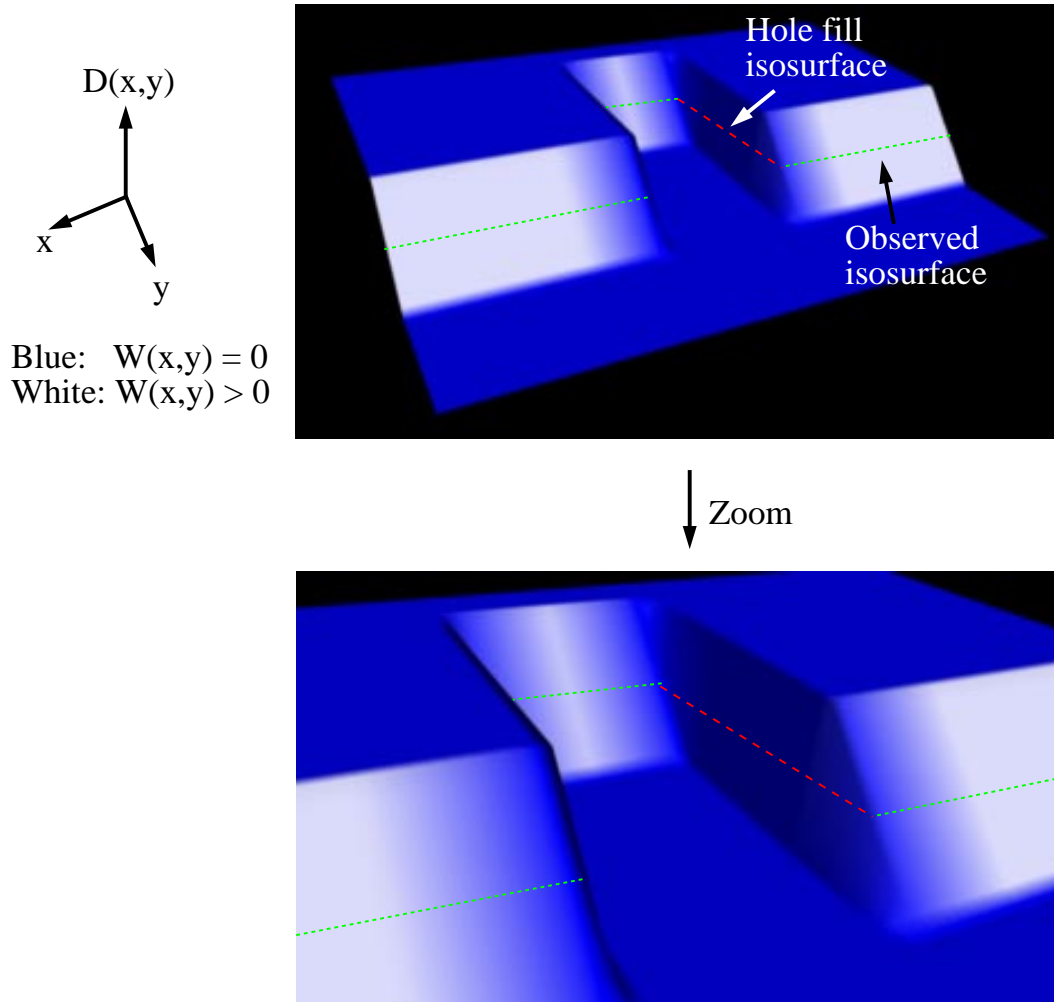 Hole fill
isosurface
D(x,y)
x
y
Observed
isosurface
Blue: W(x,y) = 0
White: W(x,y) > 0
Zoom